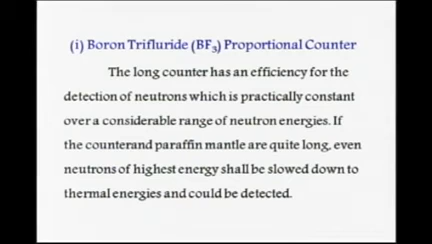 (i) Boron Trifluride (BF₃) Proportional Counter
The long counter has an efficiency for the
detection of neutrons which is practically constant
over a considerable range of neutron energies. If
the counterand paraffin mantle are quite long, even
neutrons of highest energy shall be slowed down to
thermal energies and could be detected.